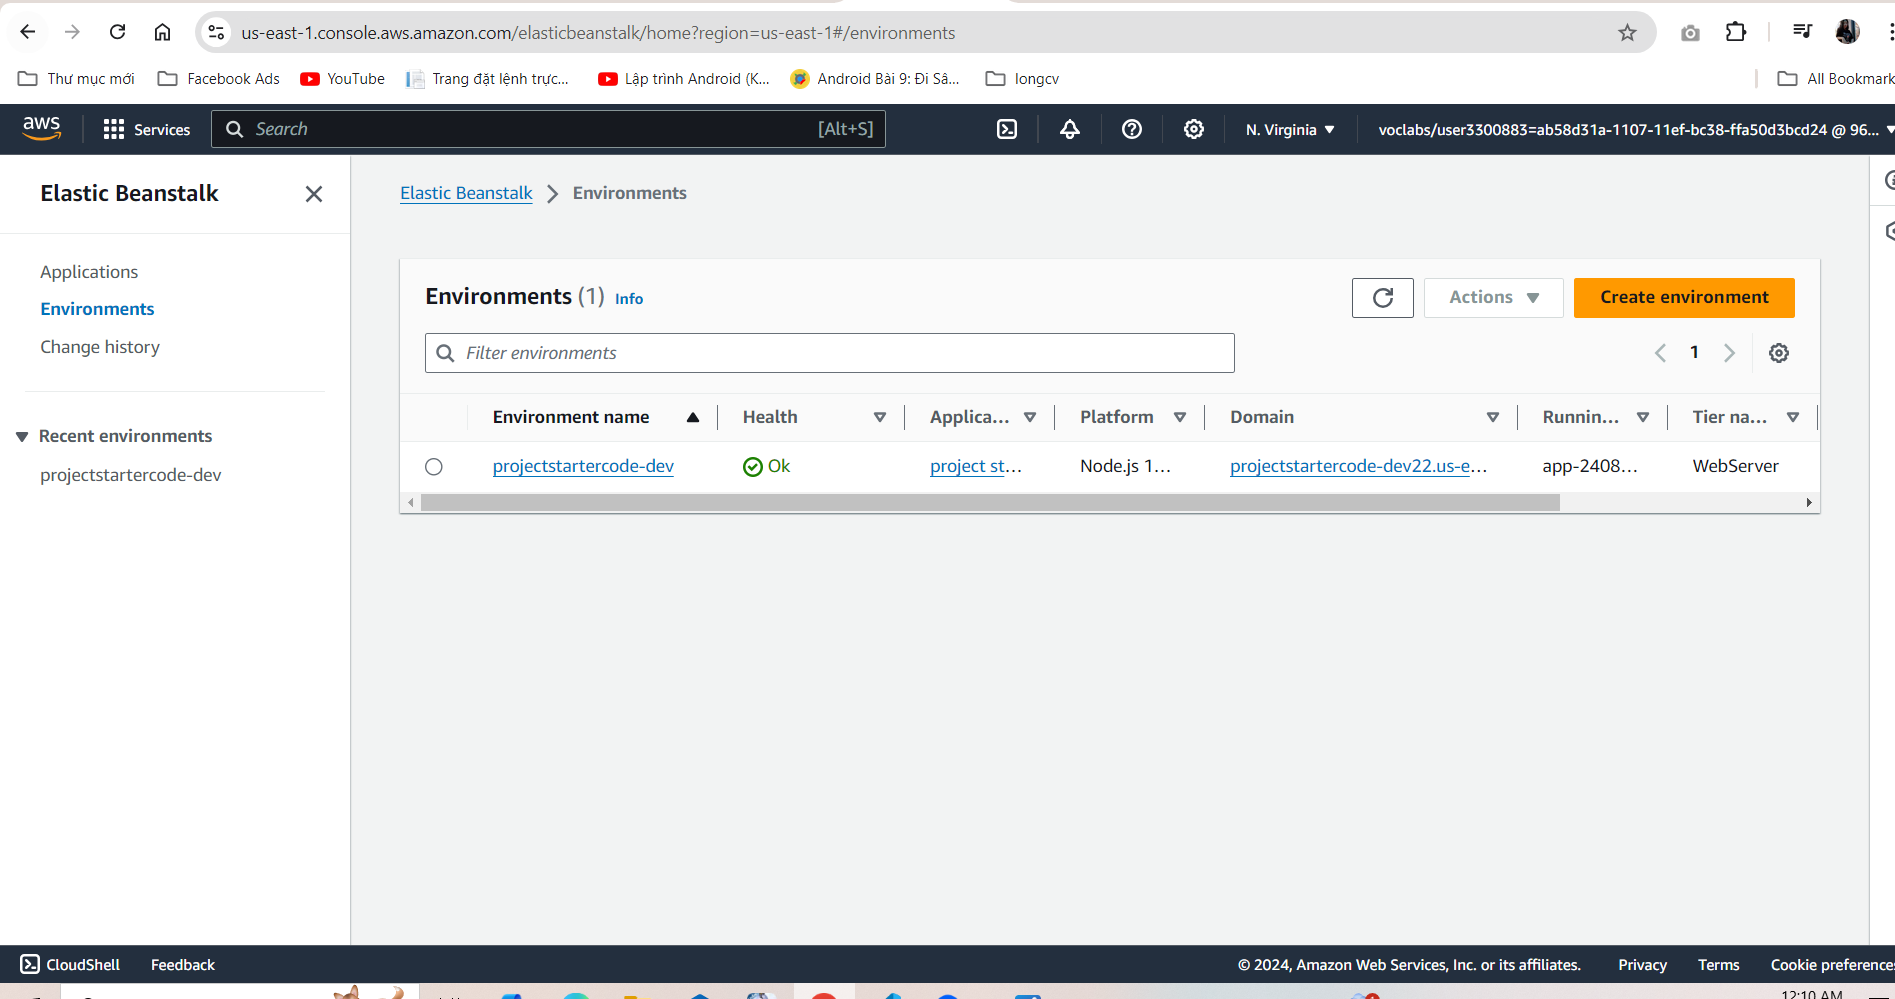 us-east-1.console.aws.amazon.com/elasticbeanstalk/home?region=us-east-1#/environments
Thư mục mới Facebook Ads YouTube Trang đặt lệnh trực... Lập trình Android (K... Android Bài 9: Đi Sâ... longcv All Bookmark
aws Services Search [Alt+S] N. Virginia voclabs/user3300883=ab58d31a-1107-11ef-bc38-ffa50d3bcd24 @ 96...
Elastic Beanstalk
Applications
Environments
Change history
Recent environments
projectstartercode-dev
Elastic Beanstalk Environments
Environments (1) Info Actions Create environment
Filter environments 1
Environment name Health Applica... Platform Domain Runnin... Tier na...
projectstartercode-dev Ok project st... Node.js 1... projectstartercode-dev22.us-e... app-2408... WebServer
CloudShell Feedback © 2024, Amazon Web Services, Inc. or its affiliates. Privacy Terms Cookie preferences
12:10 AM